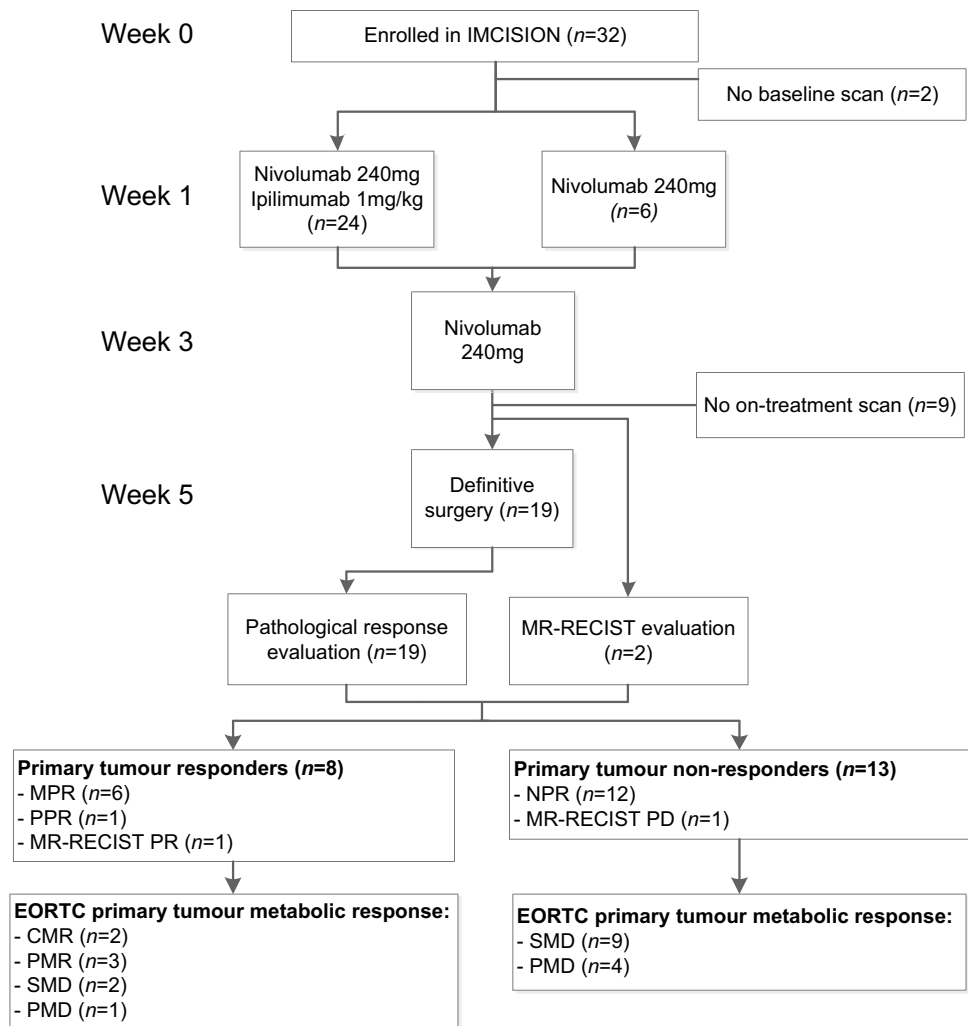 Week 0
Enrolled in IMCISION (n=32)
No baseline scan (n=2)
Week 1
Nivolumab 240mg
Ipilimumab 1mg/kg
(n=24)
Nivolumab 240mg
(n=6)
Week 3
Nivolumab
240mg
No on-treatment scan (n=9)
Week 5
Definitive
surgery (n=19)
Pathological response
evaluation (n=19)
MR-RECIST evaluation
(n=2)
Primary tumour responders (n=8)
- MPR (n=6)
- PPR (n=1)
- MR-RECIST PR (n=1)
Primary tumour non-responders (n=13)
- NPR (n=12)
- MR-RECIST PD (n=1)
EORTC primary tumour metabolic response:
- CMR (n=2)
- PMR (n=3)
- SMD (n=2)
- PMD (n=1)
EORTC primary tumour metabolic response:
- SMD (n=9)
- PMD (n=4)